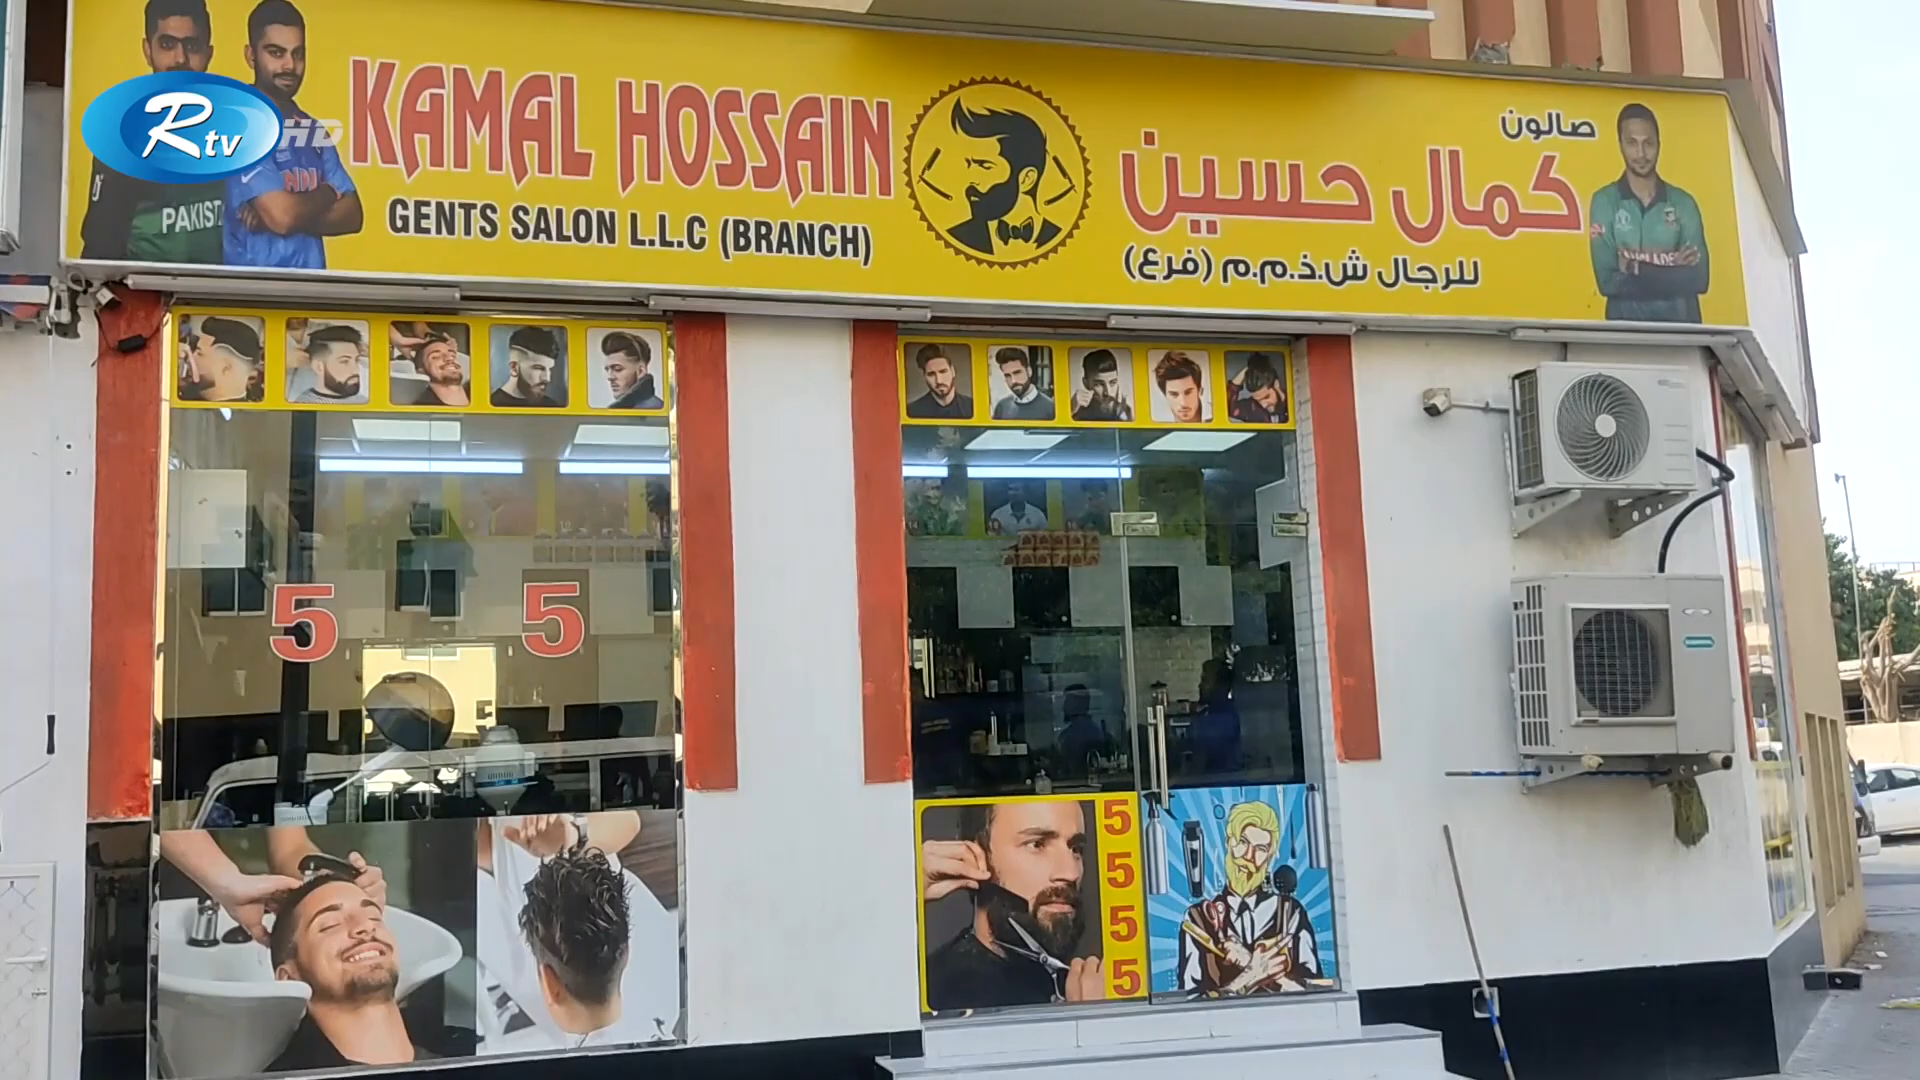 Rtv HD
KAMAL HOSSAIN
GENTS SALON L.L.C (BRANCH)
صالون
كمال حسين
للرجال ش.ذ.م.م (فرع)
PAKIST
5 5
5
5
5
5